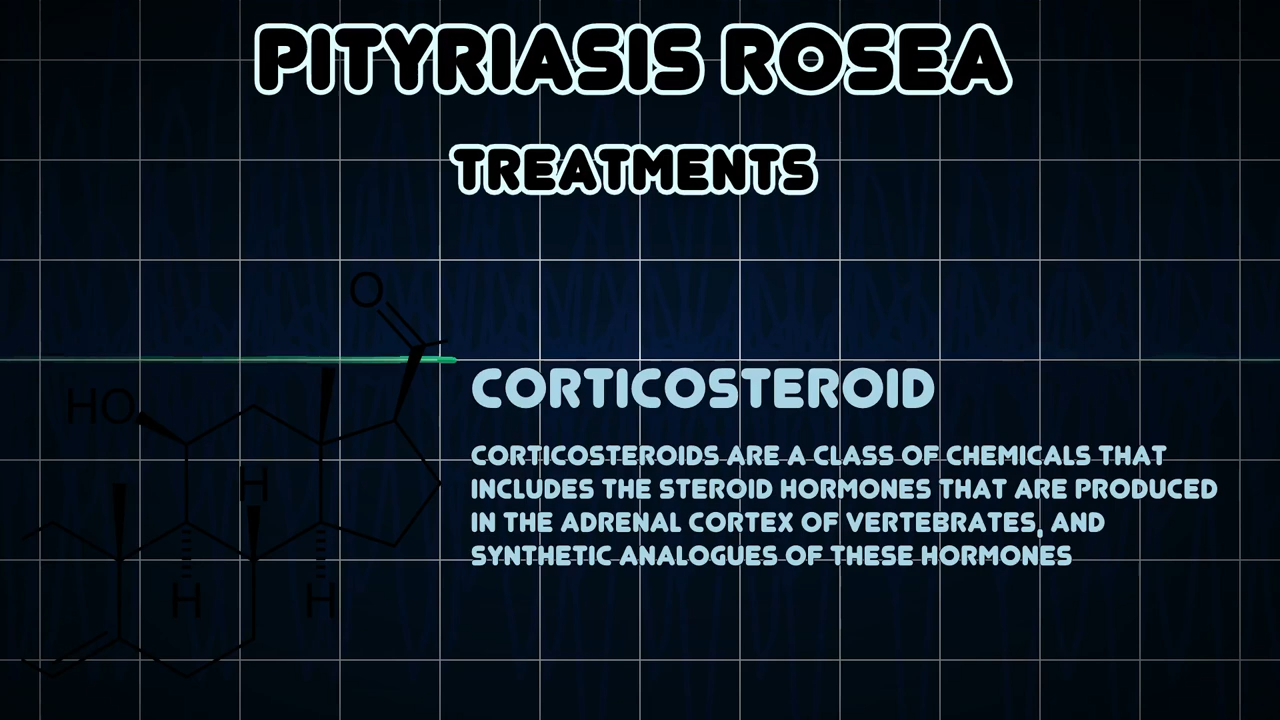 PITYRIASIS ROSEA
TREATMENTS
O
HO
H
H
H
CORTICOSTEROID
CORTICOSTEROIDS ARE A CLASS OF CHEMICALS THAT
INCLUDES THE STEROID HORMONES THAT ARE PRODUCED
IN THE ADRENAL CORTEX OF VERTEBRATES, AND
SYNTHETIC ANALOGUES OF THESE HORMONES